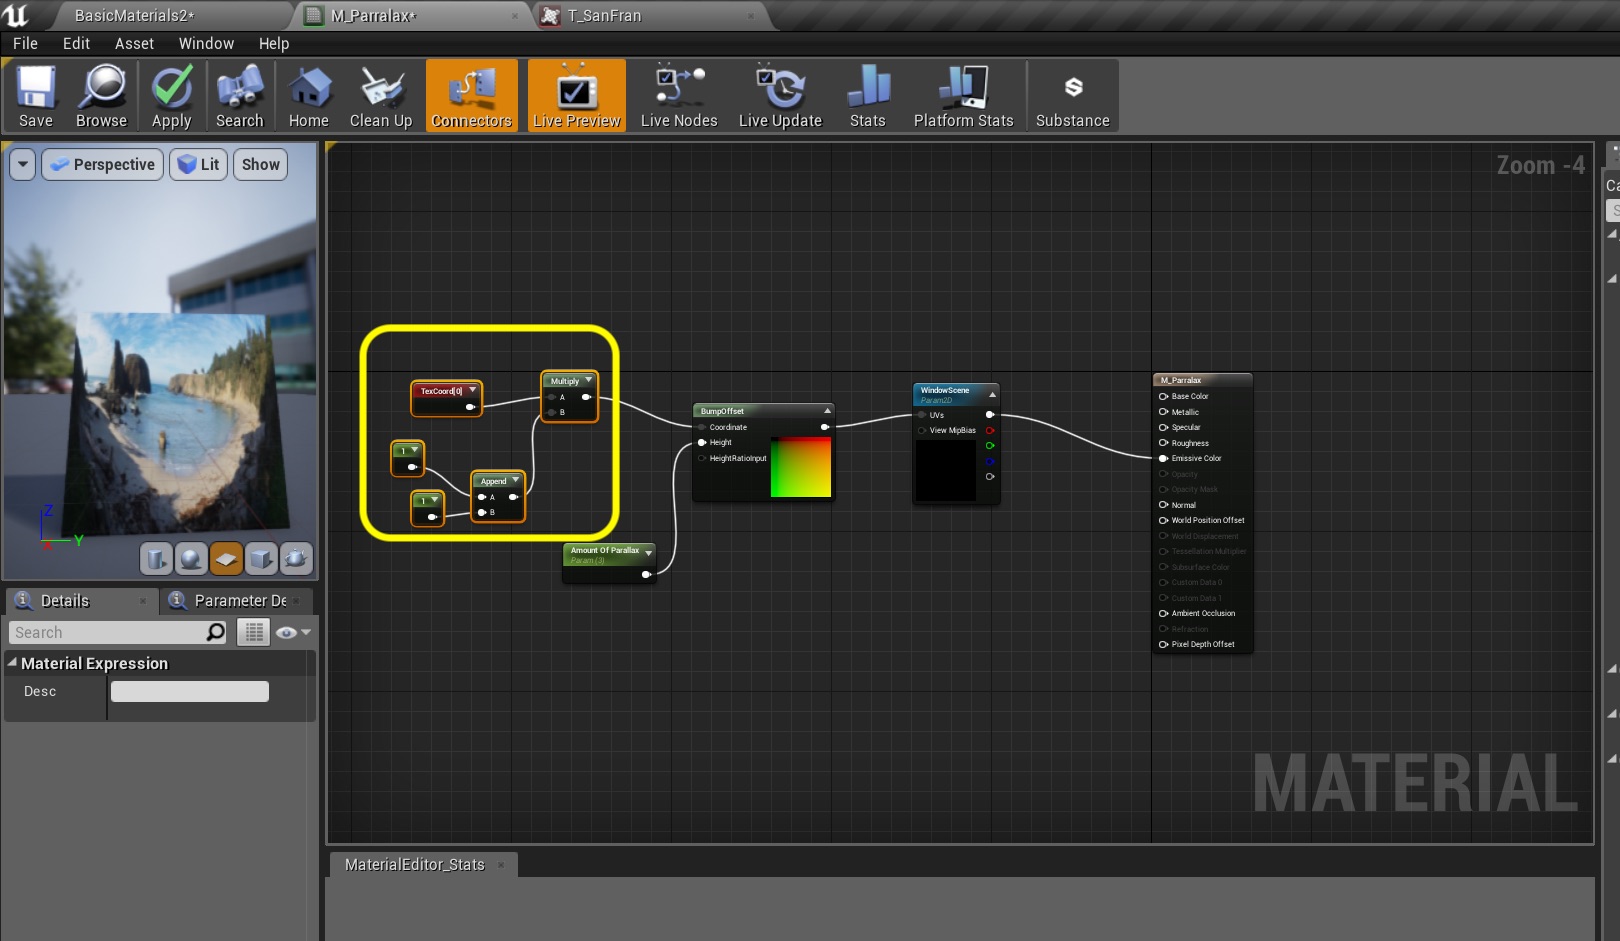 BasicMaterials2*
M_Parralax*
T_SanFran
File Edit Asset Window Help
Save
Browse
Apply
Search
Home
Clean Up
Connectors
Live Preview
Live Nodes
Live Update
Stats
Platform Stats
Substance
Perspective
Lit
Show
Zoom -4
Ca
S
TexCoord[0]
Multiply
A
B
1
1
Append
A
B
Amount Of Parallax
Param (3)
BumpOffset
Coordinate
Height
HeightRatioInput
WindowScene
Param2D
UVs
View MipBias
M_Parralax
Base Color
Metallic
Specular
Roughness
Emissive Color
Opacity
Opacity Mask
Normal
World Position Offset
World Displacement
Tessellation Multiplier
Subsurface Color
Custom Data 0
Custom Data 1
Ambient Occlusion
Refraction
Pixel Depth Offset
Z
Y
X
Details
Parameter De
Search
Material Expression
Desc
MATERIAL
MaterialEditor_Stats